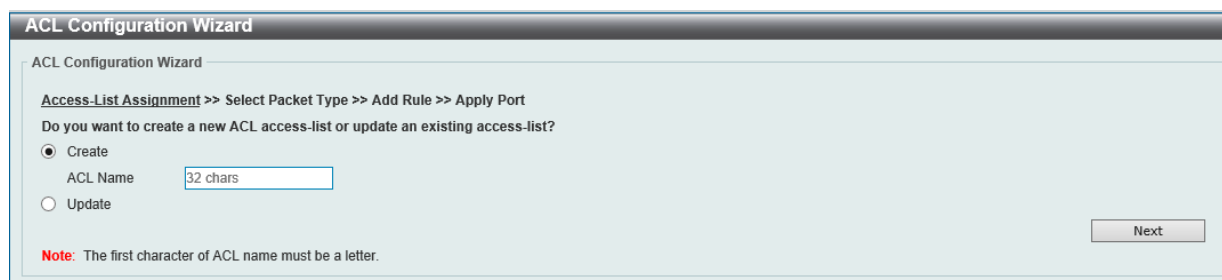 ACL Configuration Wizard
ACL Configuration Wizard
Access-List Assignment >> Select Packet Type >> Add Rule >> Apply Port
Do you want to create a new ACL access-list or update an existing access-list?
Create
ACL Name 32 chars
Update
Next
Note: The first character of ACL name must be a letter.